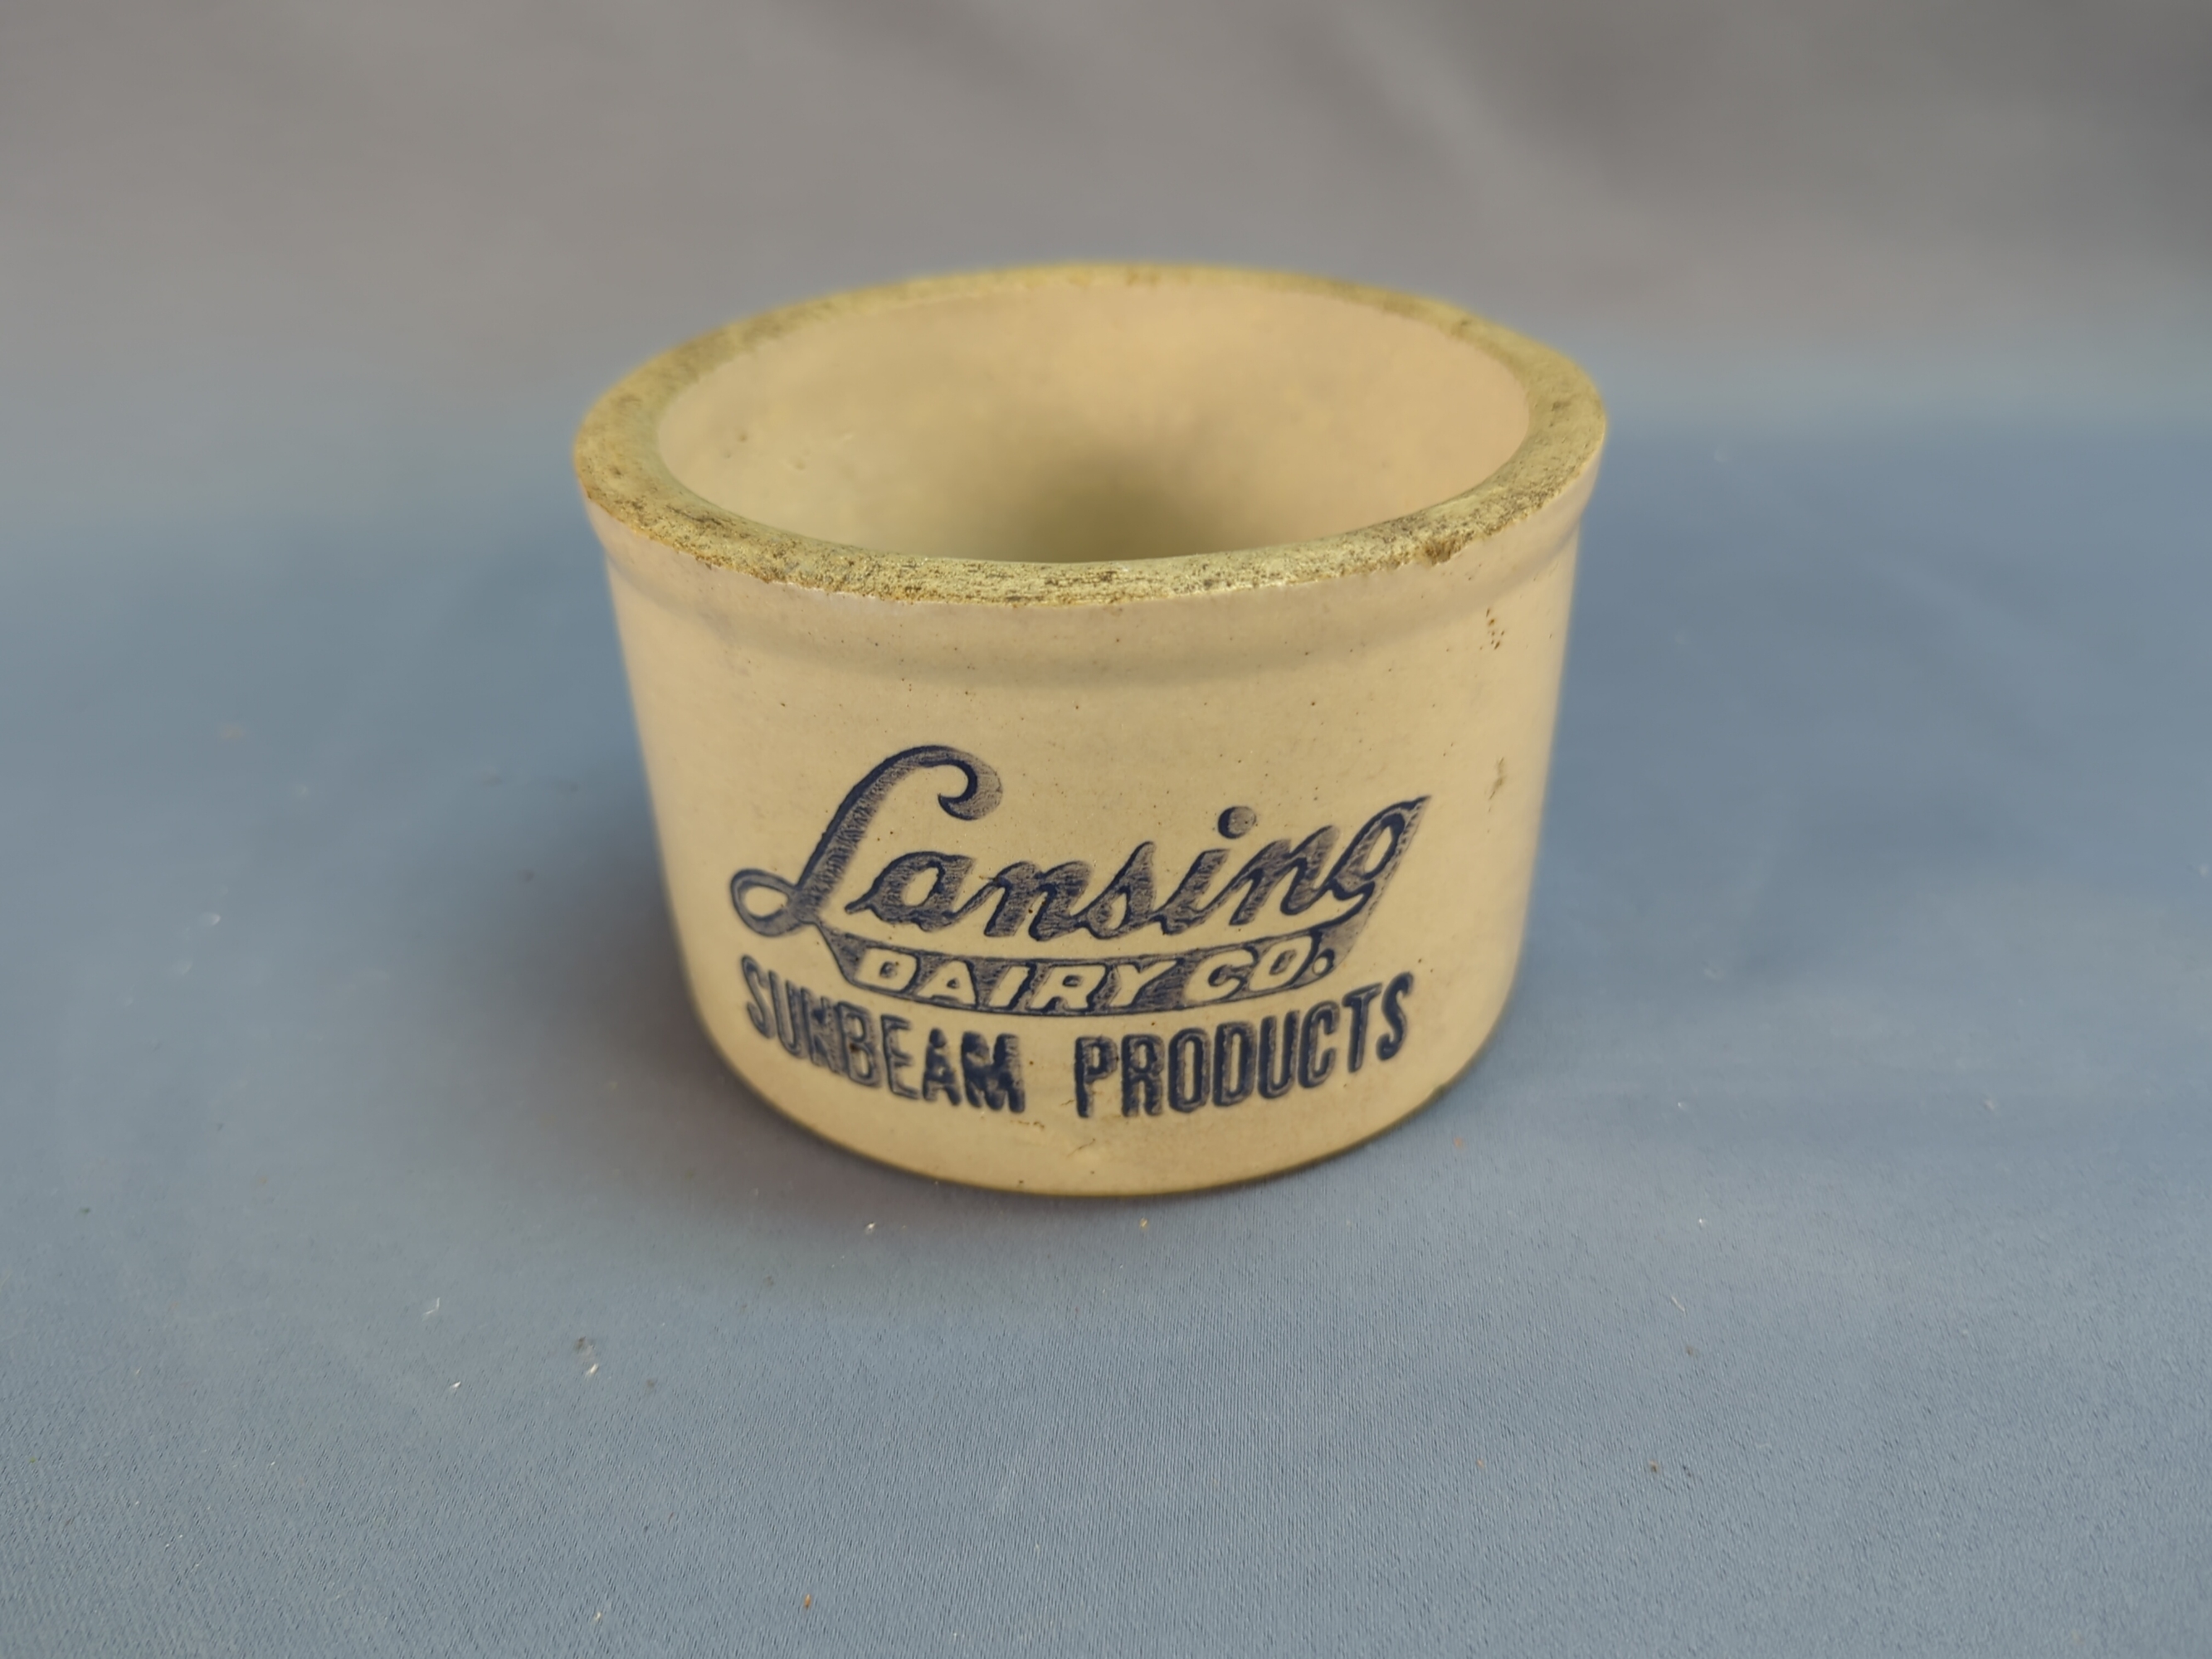 Lansing
DAIRY CO.
SUNBEAM PRODUCTS